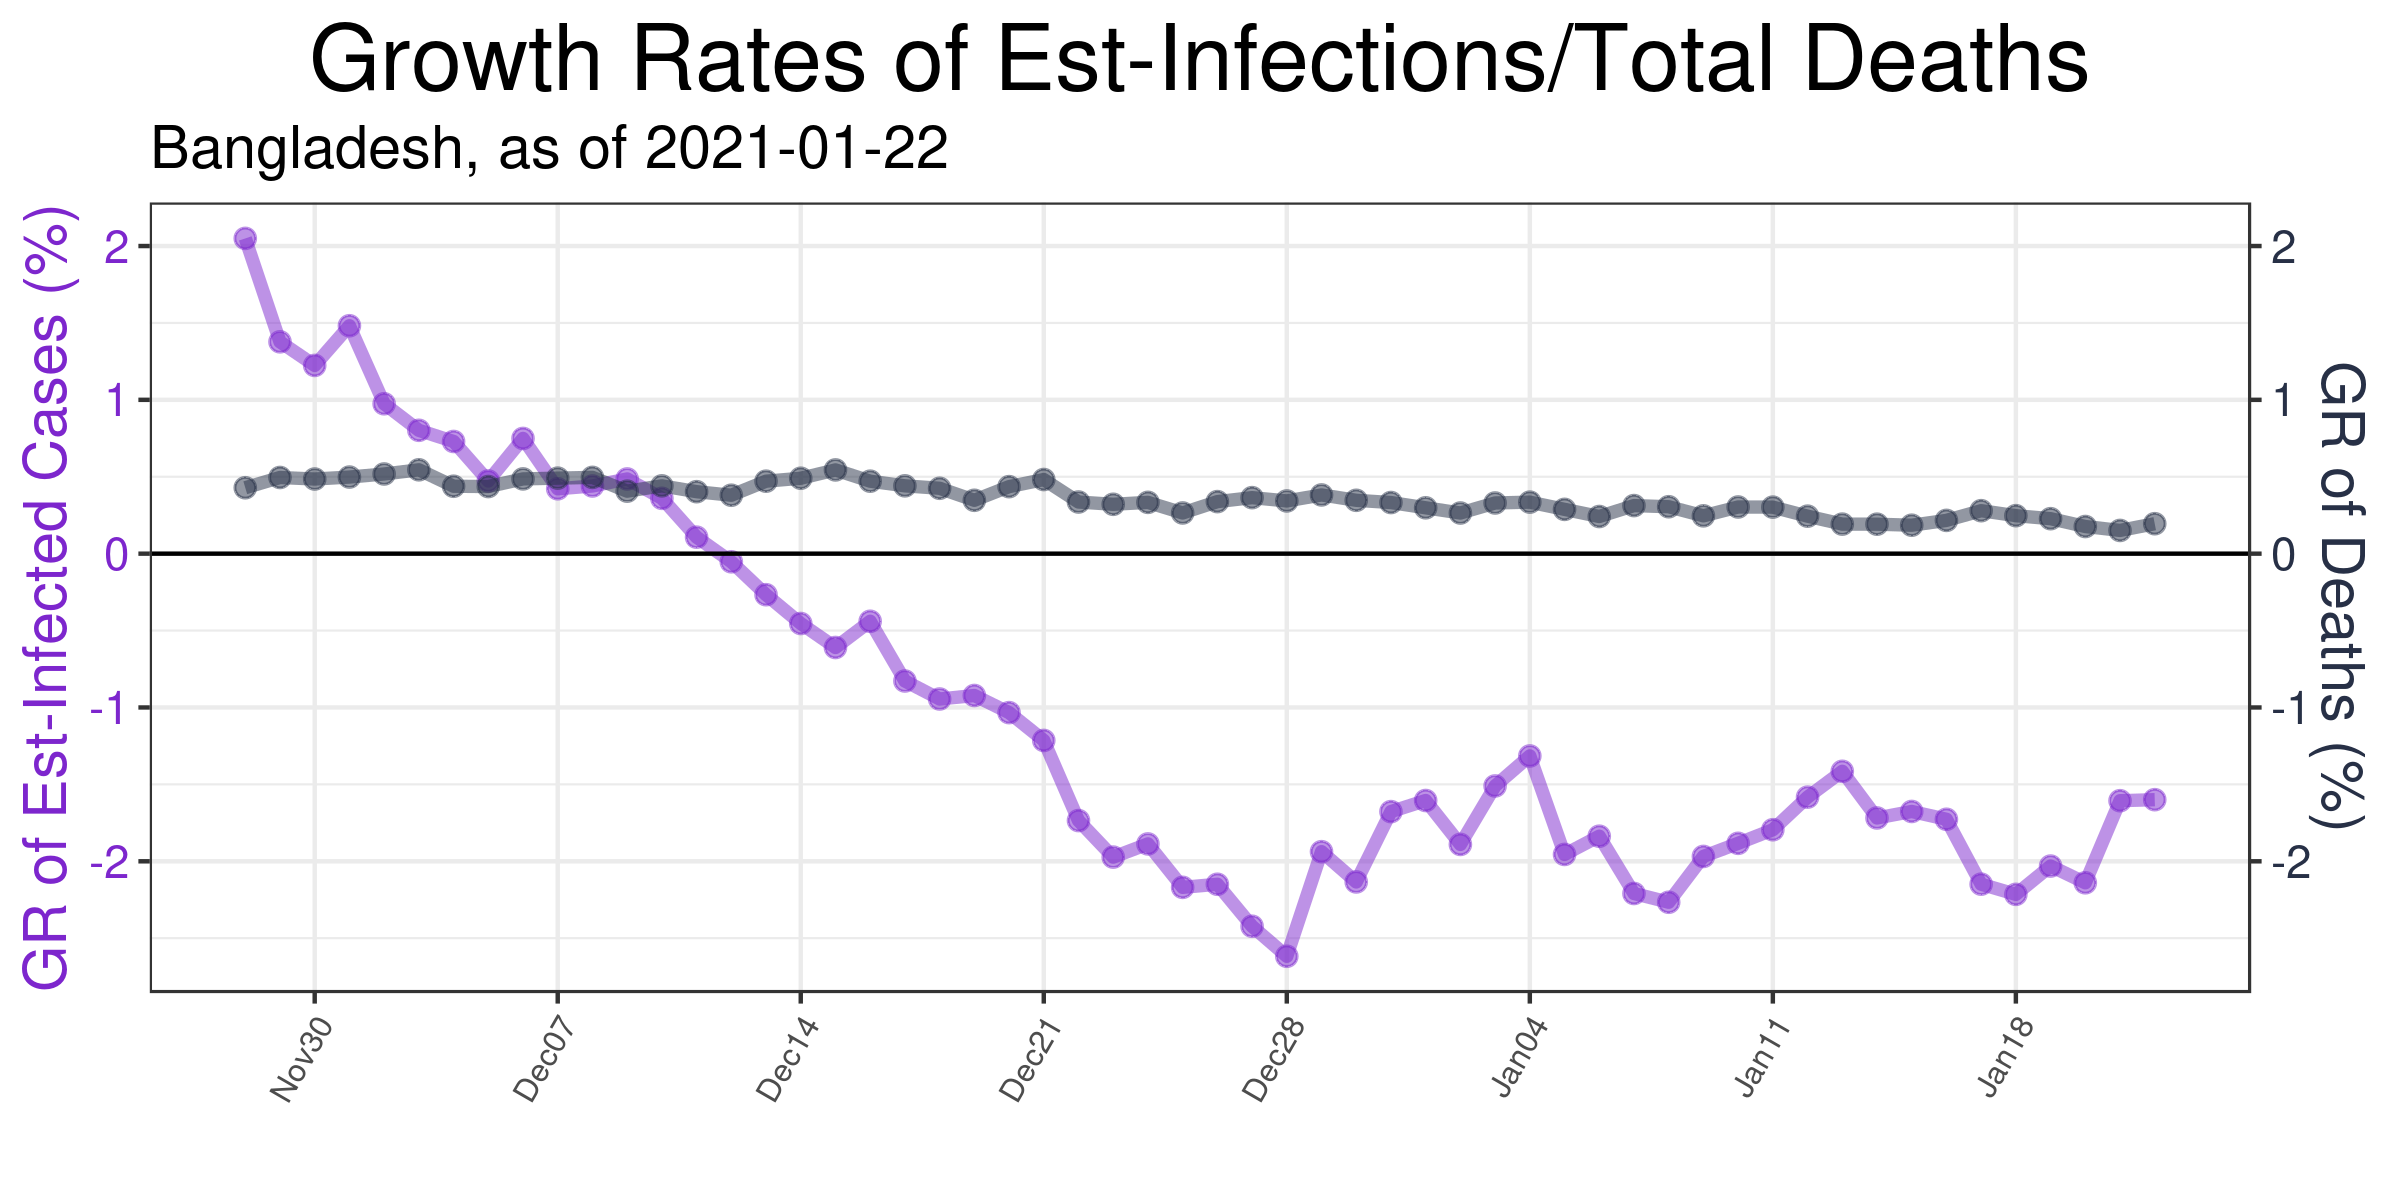 Growth Rates of Est-Infections/Total Deaths
Bangladesh, as of 2021-01-22
GR of Est-Infected Cases (%)
2
1
0
-1
-2
2
1
0
-1
-2
GR of Deaths (%)
Nov30
Dec07
Dec14
Dec21
Dec28
Jan04
Jan11
Jan18